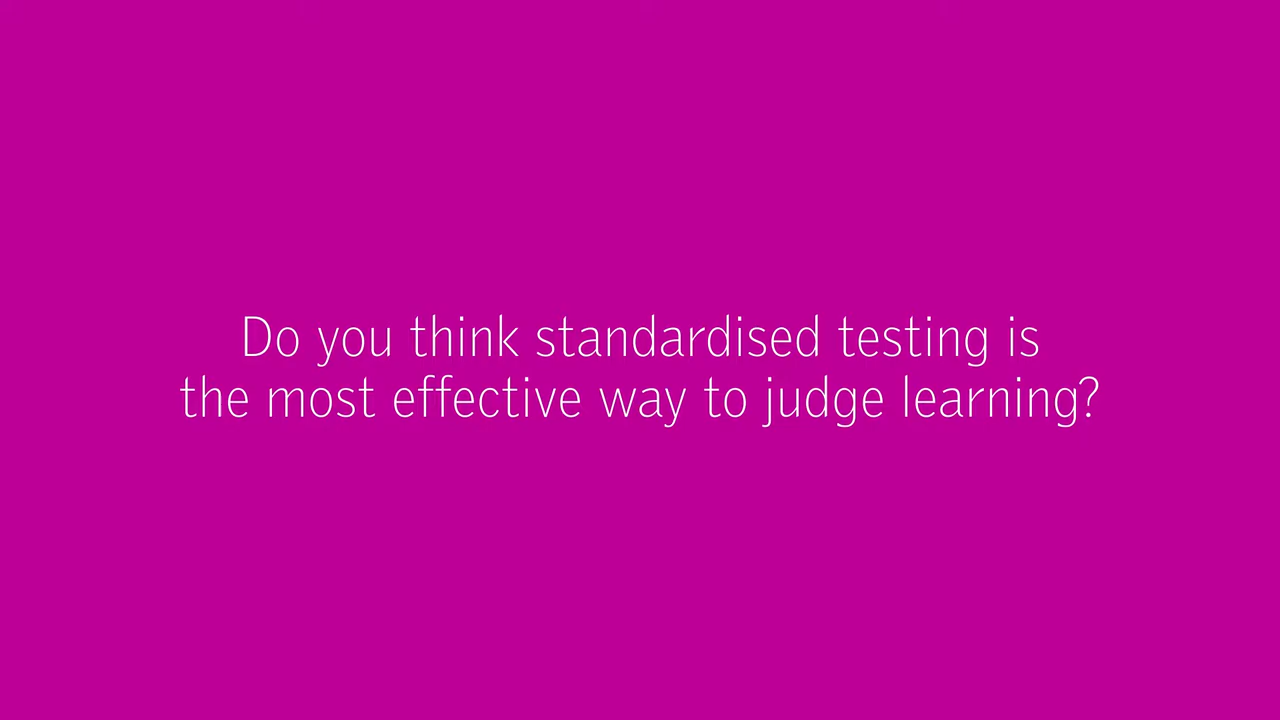 Do you think standardised testing is
the most effective way to judge learning?